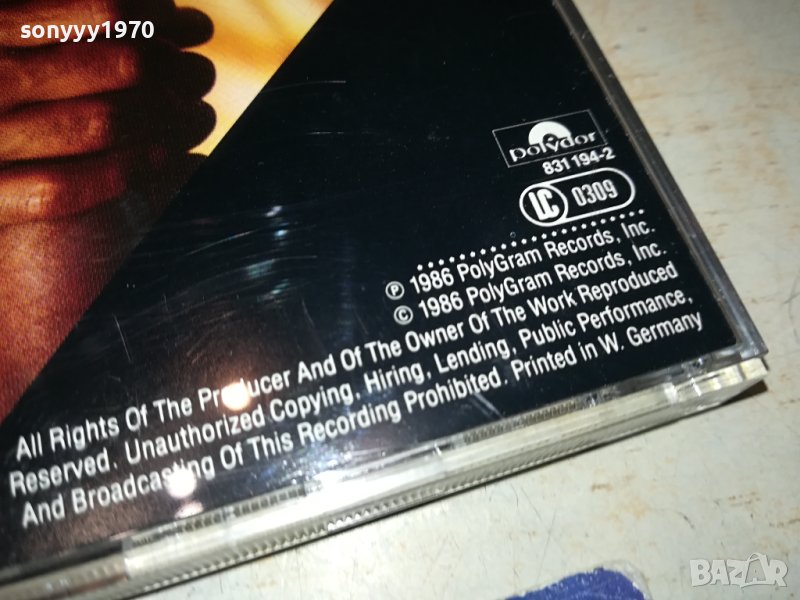 sonyyy1970
polydor
831 194-2
LC 0309
℗ 1986 PolyGram Records, Inc.
© 1986 PolyGram Records, Inc.
All Rights Of The Producer And Of The Owner Of The Work Reproduced
Reserved. Unauthorized Copying, Hiring, Lending, Public Performance,
And Broadcasting Of This Recording Prohibited. Printed in W. Germany
BAZAR